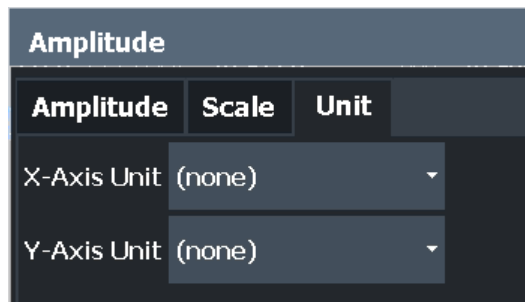 Amplitude
Amplitude Scale Unit
X-Axis Unit (none)
Y-Axis Unit (none)